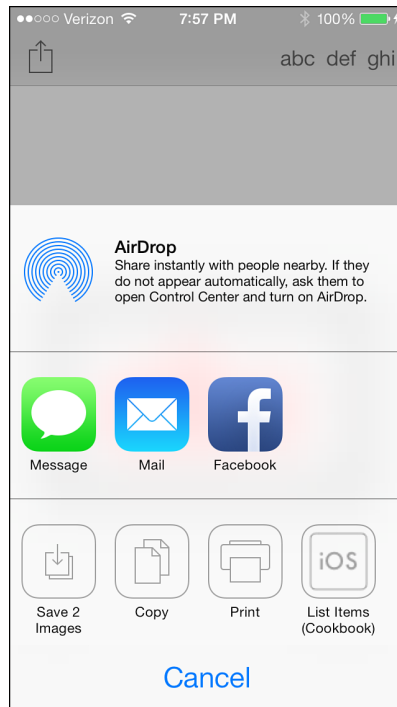 Verizon 7:57 PM 100%
abc def ghi
AirDrop
Share instantly with people nearby. If they
do not appear automatically, ask them to
open Control Center and turn on AirDrop.
Message Mail Facebook
iOS
Save 2 Copy Print List Items
Images (Cookbook)
Cancel